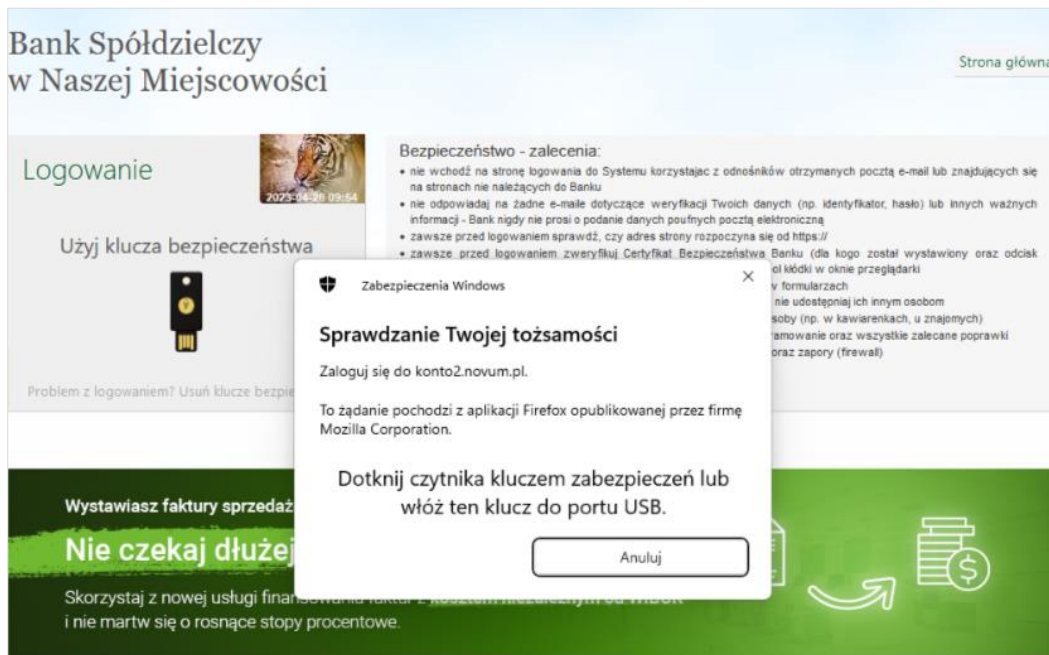 Bank Spółdzielczy
w Naszej Miejscowości
Strona główna
Logowanie
2023-04-28 09:54
Użyj klucza bezpieczeństwa
Problem z logowaniem? Usuń klucze
Bezpieczeństwo - zalecenia:
• nie wchodź na stronę logowania do Systemu korzystajac z odnośników otrzymanych pocztą e-mail lub znajdujących się
na stronach nie należących do Banku
• nie odpowiadaj na żadne e-maile dotyczące weryfikacji Twoich danych (np. identyfikator, hasło) lub innych ważnych
informacji - Bank nigdy nie prosi o podanie danych poufnych pocztą elektroniczną
• zawsze przed logowaniem sprawdź, czy adres strony rozpoczyna się od https://
• zawsze przed logowaniem zweryfikuj Certyfikat Bezpieczeństwa Banku (dla kogo został wystawiony oraz odcisk
kłódki w oknie przeglądarki
formularzach
nie udostępniaj ich innym osobom
(np. w kawiarenkach, u znajomych)
oraz wszystkie zalecane poprawki
oraz zapory (firewall)
Zabezpieczenia Windows
Sprawdzanie Twojej tożsamości
Zaloguj się do konto2.novum.pl.
To żądanie pochodzi z aplikacji Firefox opublikowanej przez firmę
Mozilla Corporation.
Dotknij czytnika kluczem zabezpieczeń lub
włóż ten klucz do portu USB.
Anuluj
Wystawiasz faktury
Nie czekaj dłużej
Skorzystaj z nowej usługi
i nie martw się o rosnące stopy procentowe.